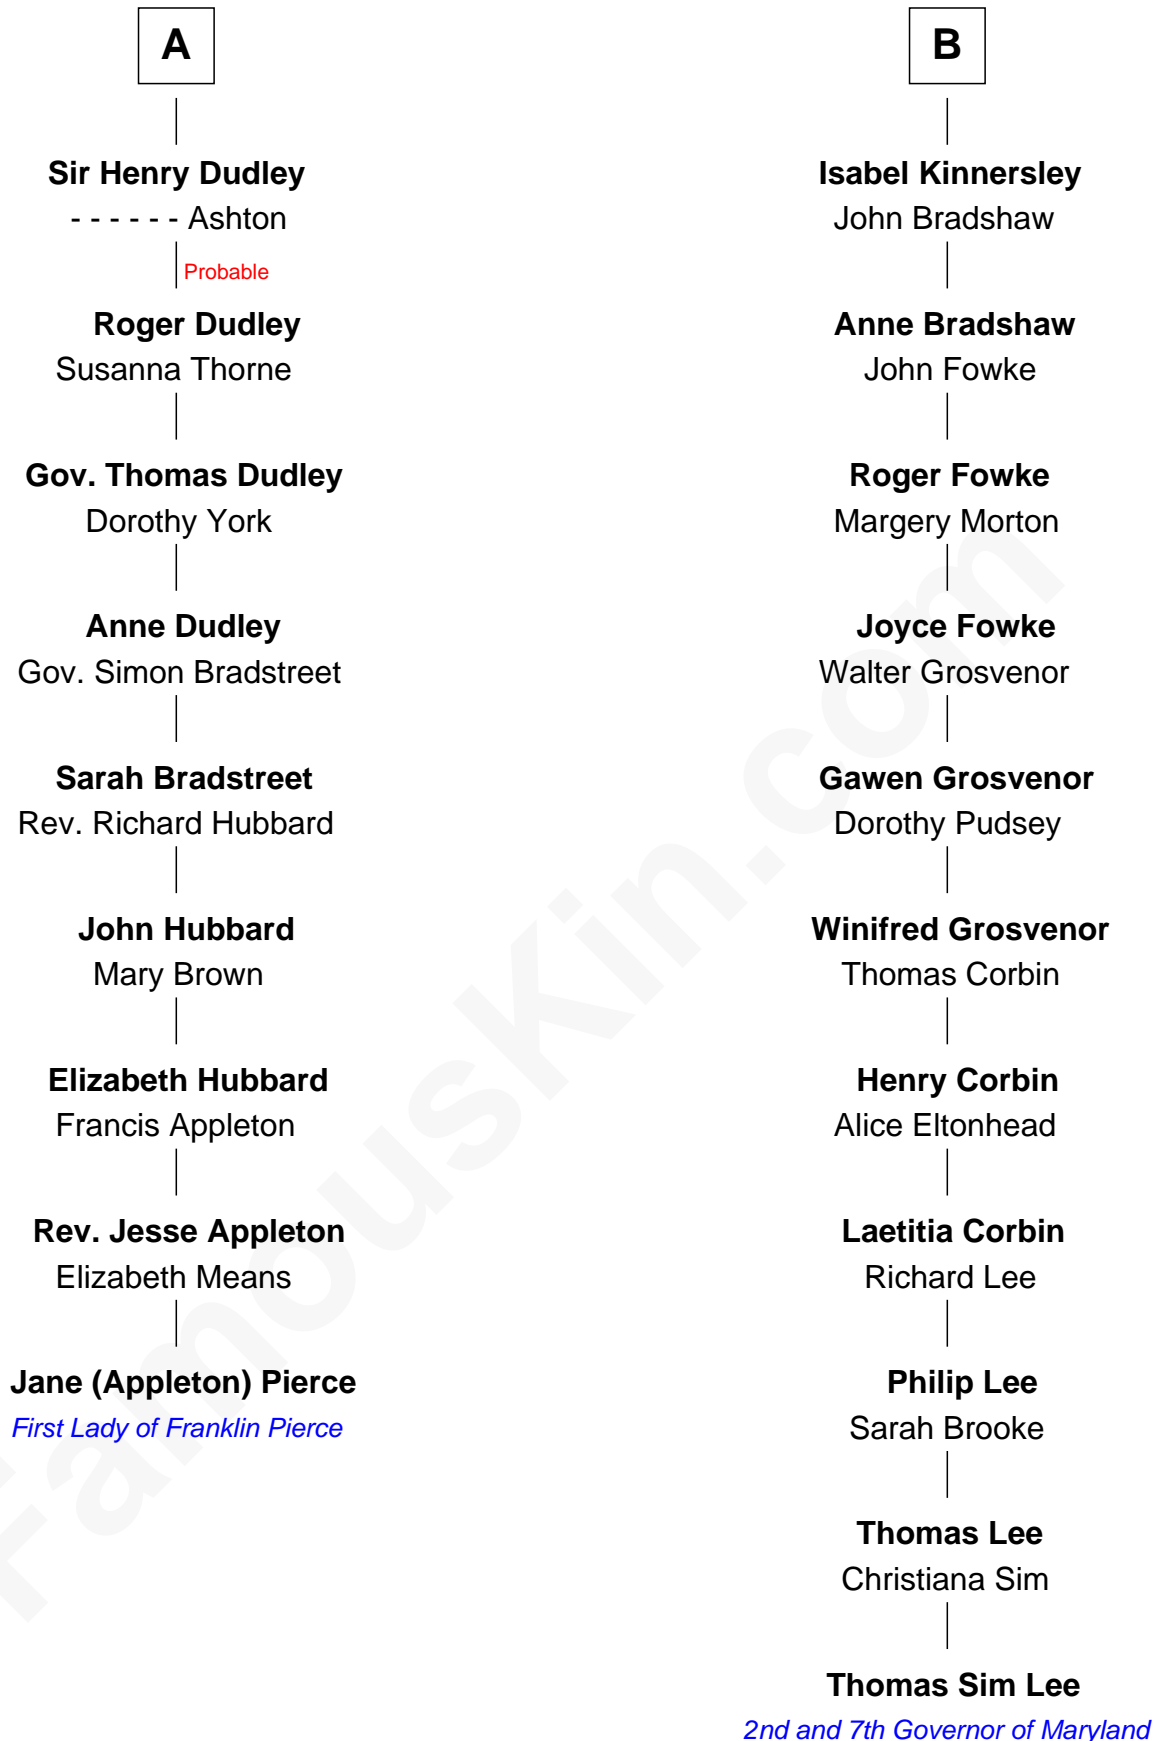 A
Sir Henry Dudley
- - - - - - Ashton
Probable
Roger Dudley
Susanna Thorne
Gov. Thomas Dudley
Dorothy York
Anne Dudley
Gov. Simon Bradstreet
Sarah Bradstreet
Rev. Richard Hubbard
John Hubbard
Mary Brown
Elizabeth Hubbard
Francis Appleton
Rev. Jesse Appleton
Elizabeth Means
Jane (Appleton) Pierce
First Lady of Franklin Pierce
B
Isabel Kinnersley
John Bradshaw
Anne Bradshaw
John Fowke
Roger Fowke
Margery Morton
Joyce Fowke
Walter Grosvenor
Gawen Grosvenor
Dorothy Pudsey
Winifred Grosvenor
Thomas Corbin
Henry Corbin
Alice Eltonhead
Laetitia Corbin
Richard Lee
Philip Lee
Sarah Brooke
Thomas Lee
Christiana Sim
Thomas Sim Lee
2nd and 7th Governor of Maryland
FamousKin.com